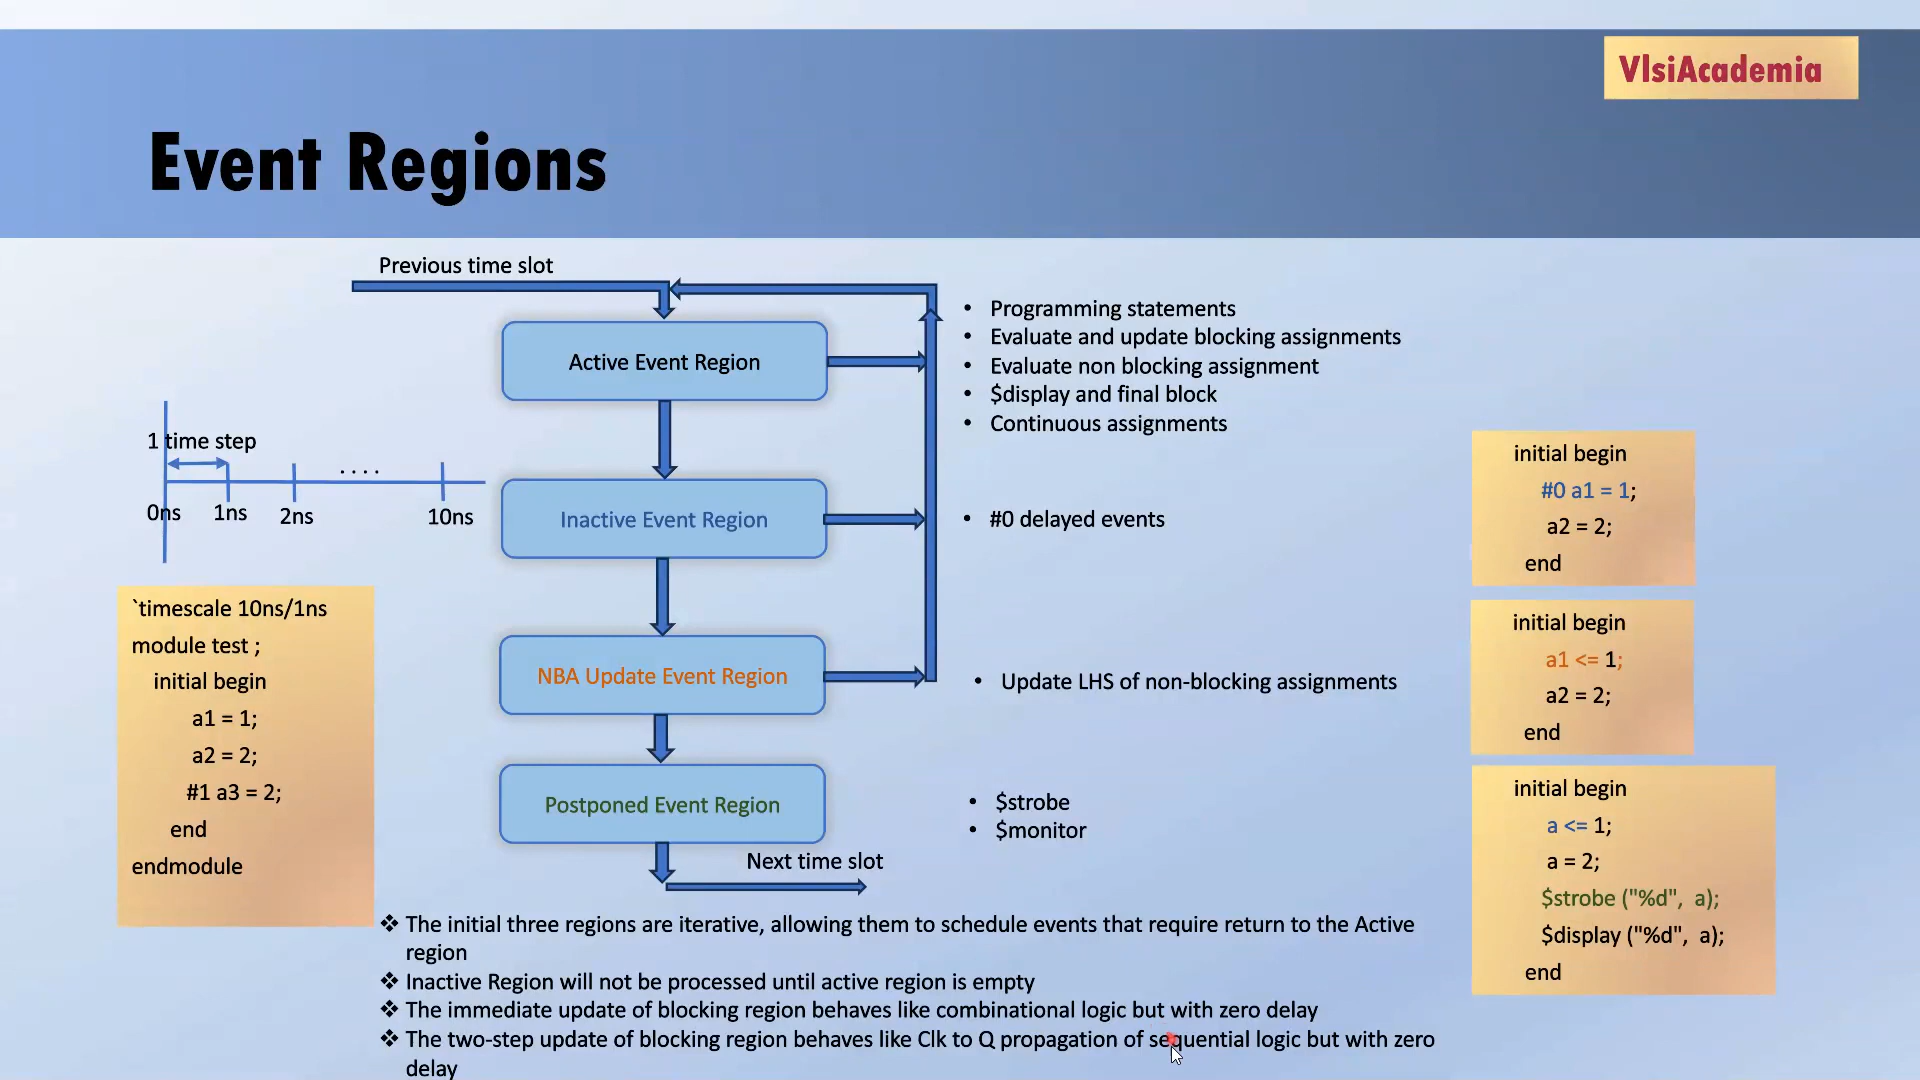 VlsiAcademia
Event Regions
Previous time slot
Active Event Region
• Programming statements
• Evaluate and update blocking assignments
• Evaluate non blocking assignment
• $display and final block
• Continuous assignments
1 time step
....
0ns 1ns 2ns 10ns
Inactive Event Region
• #0 delayed events
NBA Update Event Region
• Update LHS of non-blocking assignments
Postponed Event Region
• $strobe
• $monitor
Next time slot
`timescale 10ns/1ns
module test ;
initial begin
a1 = 1;
a2 = 2;
#1 a3 = 2;
end
endmodule
initial begin
#0 a1 = 1;
a2 = 2;
end
initial begin
a1 <= 1;
a2 = 2;
end
initial begin
a <= 1;
a = 2;
$strobe ("%d", a);
$display ("%d", a);
end
❖ The initial three regions are iterative, allowing them to schedule events that require return to the Active
region
❖ Inactive Region will not be processed until active region is empty
❖ The immediate update of blocking region behaves like combinational logic but with zero delay
❖ The two-step update of blocking region behaves like Clk to Q propagation of sequential logic but with zero
delay